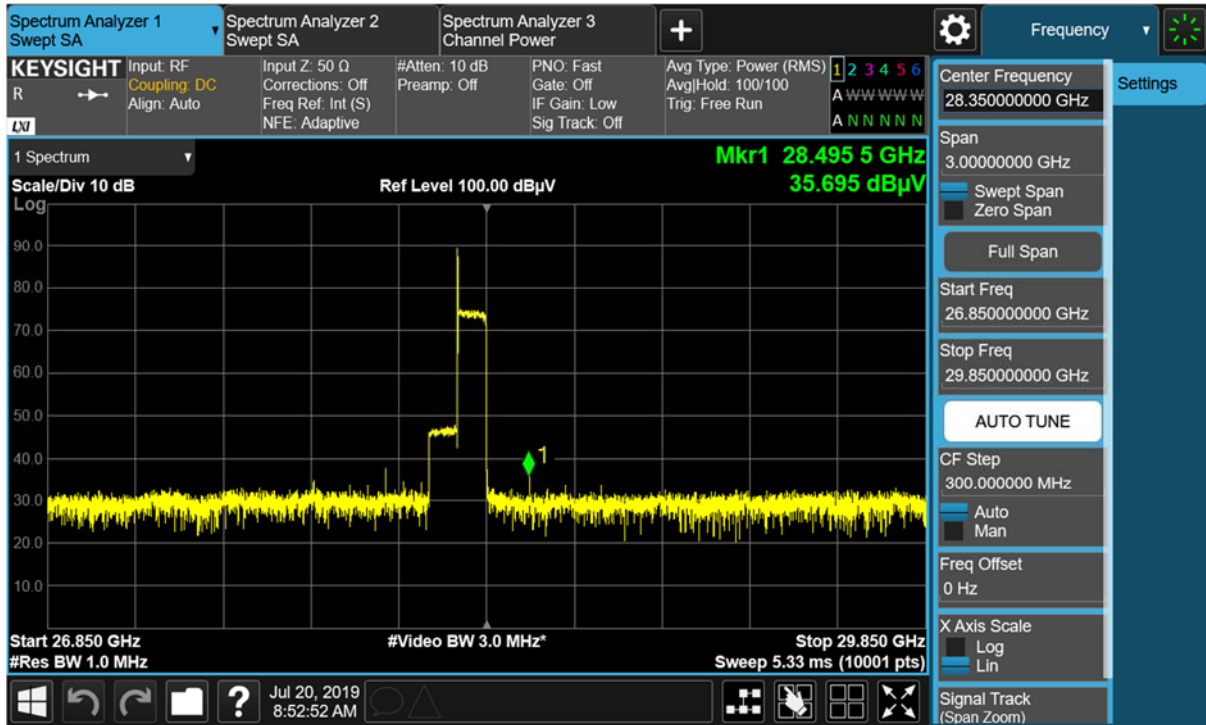 Spectrum Analyzer 1
Swept SA
Spectrum Analyzer 2
Swept SA
Spectrum Analyzer 3
Channel Power
Frequency
KEYSIGHT
R
LXI
Input: RF
Coupling: DC
Align: Auto
Input Z: 50 Ω
Corrections: Off
Freq Ref: Int (S)
NFE: Adaptive
#Atten: 10 dB
Preamp: Off
PNO: Fast
Gate: Off
IF Gain: Low
Sig Track: Off
Avg Type: Power (RMS)
Avg|Hold: 100/100
Trig: Free Run
1 2 3 4 5 6
A W W W W W
A N N N N N
1 Spectrum
Scale/Div 10 dB
Ref Level 100.00 dBµV
Mkr1 28.495 5 GHz
35.695 dBµV
Log
90.0
80.0
70.0
60.0
50.0
40.0
30.0
20.0
10.0
1
Start 26.850 GHz
#Res BW 1.0 MHz
#Video BW 3.0 MHz*
Stop 29.850 GHz
Sweep 5.33 ms (10001 pts)
Jul 20, 2019
8:52:52 AM
Center Frequency
28.350000000 GHz
Span
3.00000000 GHz
Swept Span
Zero Span
Full Span
Start Freq
26.850000000 GHz
Stop Freq
29.850000000 GHz
AUTO TUNE
CF Step
300.000000 MHz
Auto
Man
Freq Offset
0 Hz
X Axis Scale
Log
Lin
Signal Track
(Span Zoom)
Settings